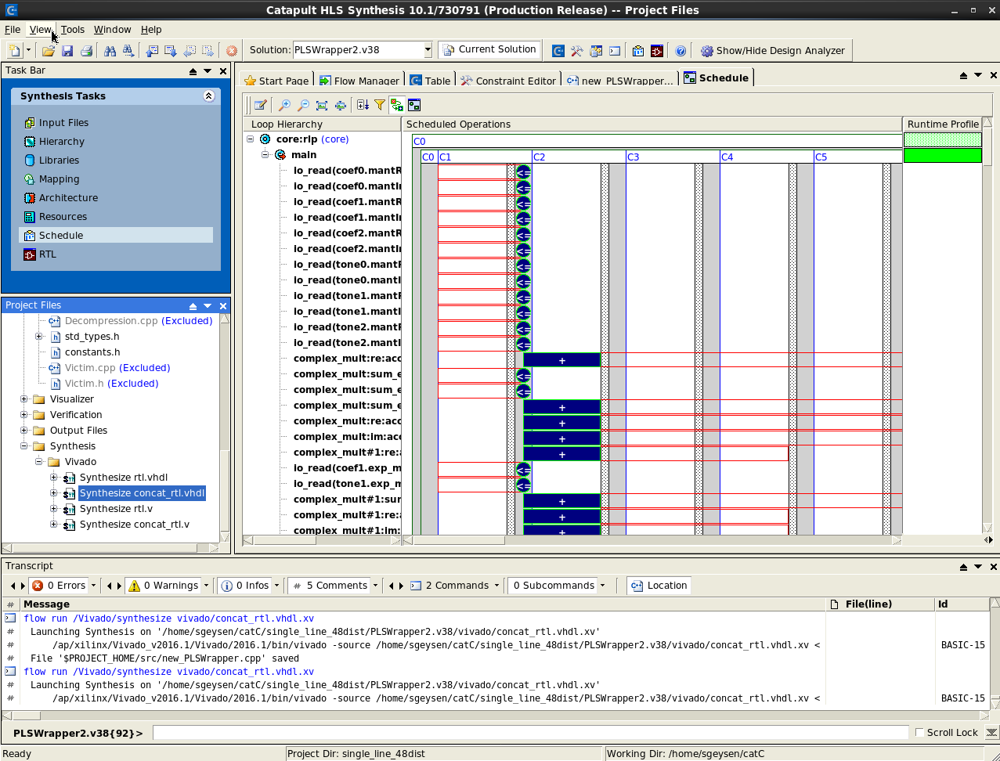 Catapult HLS Synthesis 10.1/730791 (Production Release) -- Project Files
File View Tools Window Help
Solution: PLSWrapper2.v38 Current Solution Show/Hide Design Analyzer
Task Bar
Synthesis Tasks
Input Files
Hierarchy
Libraries
Mapping
Architecture
Resources
Schedule
RTL
Project Files
Decompression.cpp (Excluded)
std_types.h
constants.h
Victim.cpp (Excluded)
Victim.h (Excluded)
Visualizer
Verification
Output Files
Synthesis
Vivado
Synthesize rtl.vhdl
Synthesize concat_rtl.vhdl
Synthesize rtl.v
Synthesize concat_rtl.v
Start Page Flow Manager Table Constraint Editor new_PLSWrapper... Schedule
Loop Hierarchy Scheduled Operations Runtime Profile
core:rlp (core) C0
main C0 C1 C2 C3 C4 C5
io_read(coef0.mantR
io_read(coef0.mantI
io_read(coef1.mantR
io_read(coef1.mantI
io_read(coef2.mantR
io_read(coef2.mantI
io_read(tone0.mantR
io_read(tone0.mantI
io_read(tone1.mantR
io_read(tone1.mantI
io_read(tone2.mantR
io_read(tone2.mantI
complex_mult:re:acc +
complex_mult:sum_e
complex_mult:sum_e
complex_mult:sum_e +
complex_mult:re:acc +
complex_mult:im:acc +
complex_mult#1:re:a +
io_read(coef1.exp_m
io_read(tone1.exp_m
complex_mult#1:sum +
complex_mult#1:re:a +
complex_mult#1:im: +
Transcript
0 Errors 0 Warnings 0 Infos # 5 Comments 2 Commands 0 Subcommands Location
# Message File(line) Id
flow run /Vivado/synthesize vivado/concat_rtl.vhdl.xv
# Launching Synthesis on '/home/sgeysen/catC/single_line_48dist/PLSWrapper2.v38/vivado/concat_rtl.vhdl.xv'
# /ap/xilinx/Vivado_v2016.1/Vivado/2016.1/bin/vivado -source /home/sgeysen/catC/single_line_48dist/PLSWrapper2.v38/vivado/concat_rtl.vhdl.xv < BASIC-15
# File '$PROJECT_HOME/src/new_PLSWrapper.cpp' saved
flow run /Vivado/synthesize vivado/concat_rtl.vhdl.xv
# Launching Synthesis on '/home/sgeysen/catC/single_line_48dist/PLSWrapper2.v38/vivado/concat_rtl.vhdl.xv'
# /ap/xilinx/Vivado_v2016.1/Vivado/2016.1/bin/vivado -source /home/sgeysen/catC/single_line_48dist/PLSWrapper2.v38/vivado/concat_rtl.vhdl.xv < BASIC-15
PLSWrapper2.v38{92}> Scroll Lock
Ready Project Dir: single_line_48dist Working Dir: /home/sgeysen/catC